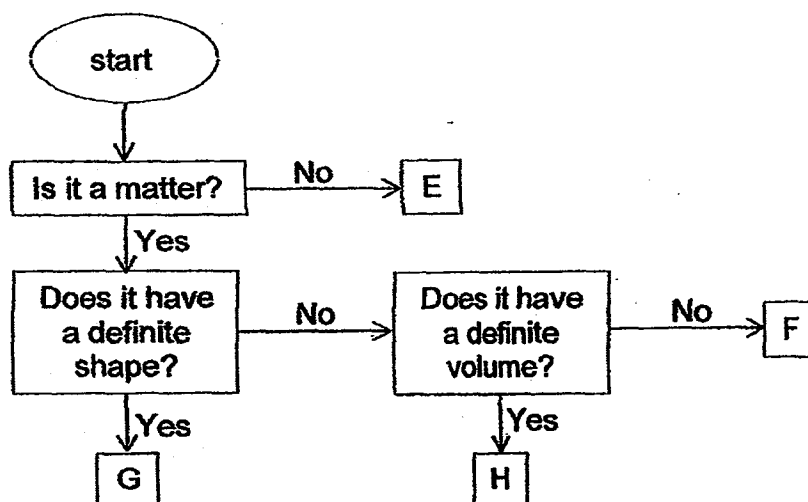 start
Is it a matter?
No
E
Yes
Does it have
a definite
shape?
No
Does it have
a definite
volume?
No
F
Yes
G
Yes
H